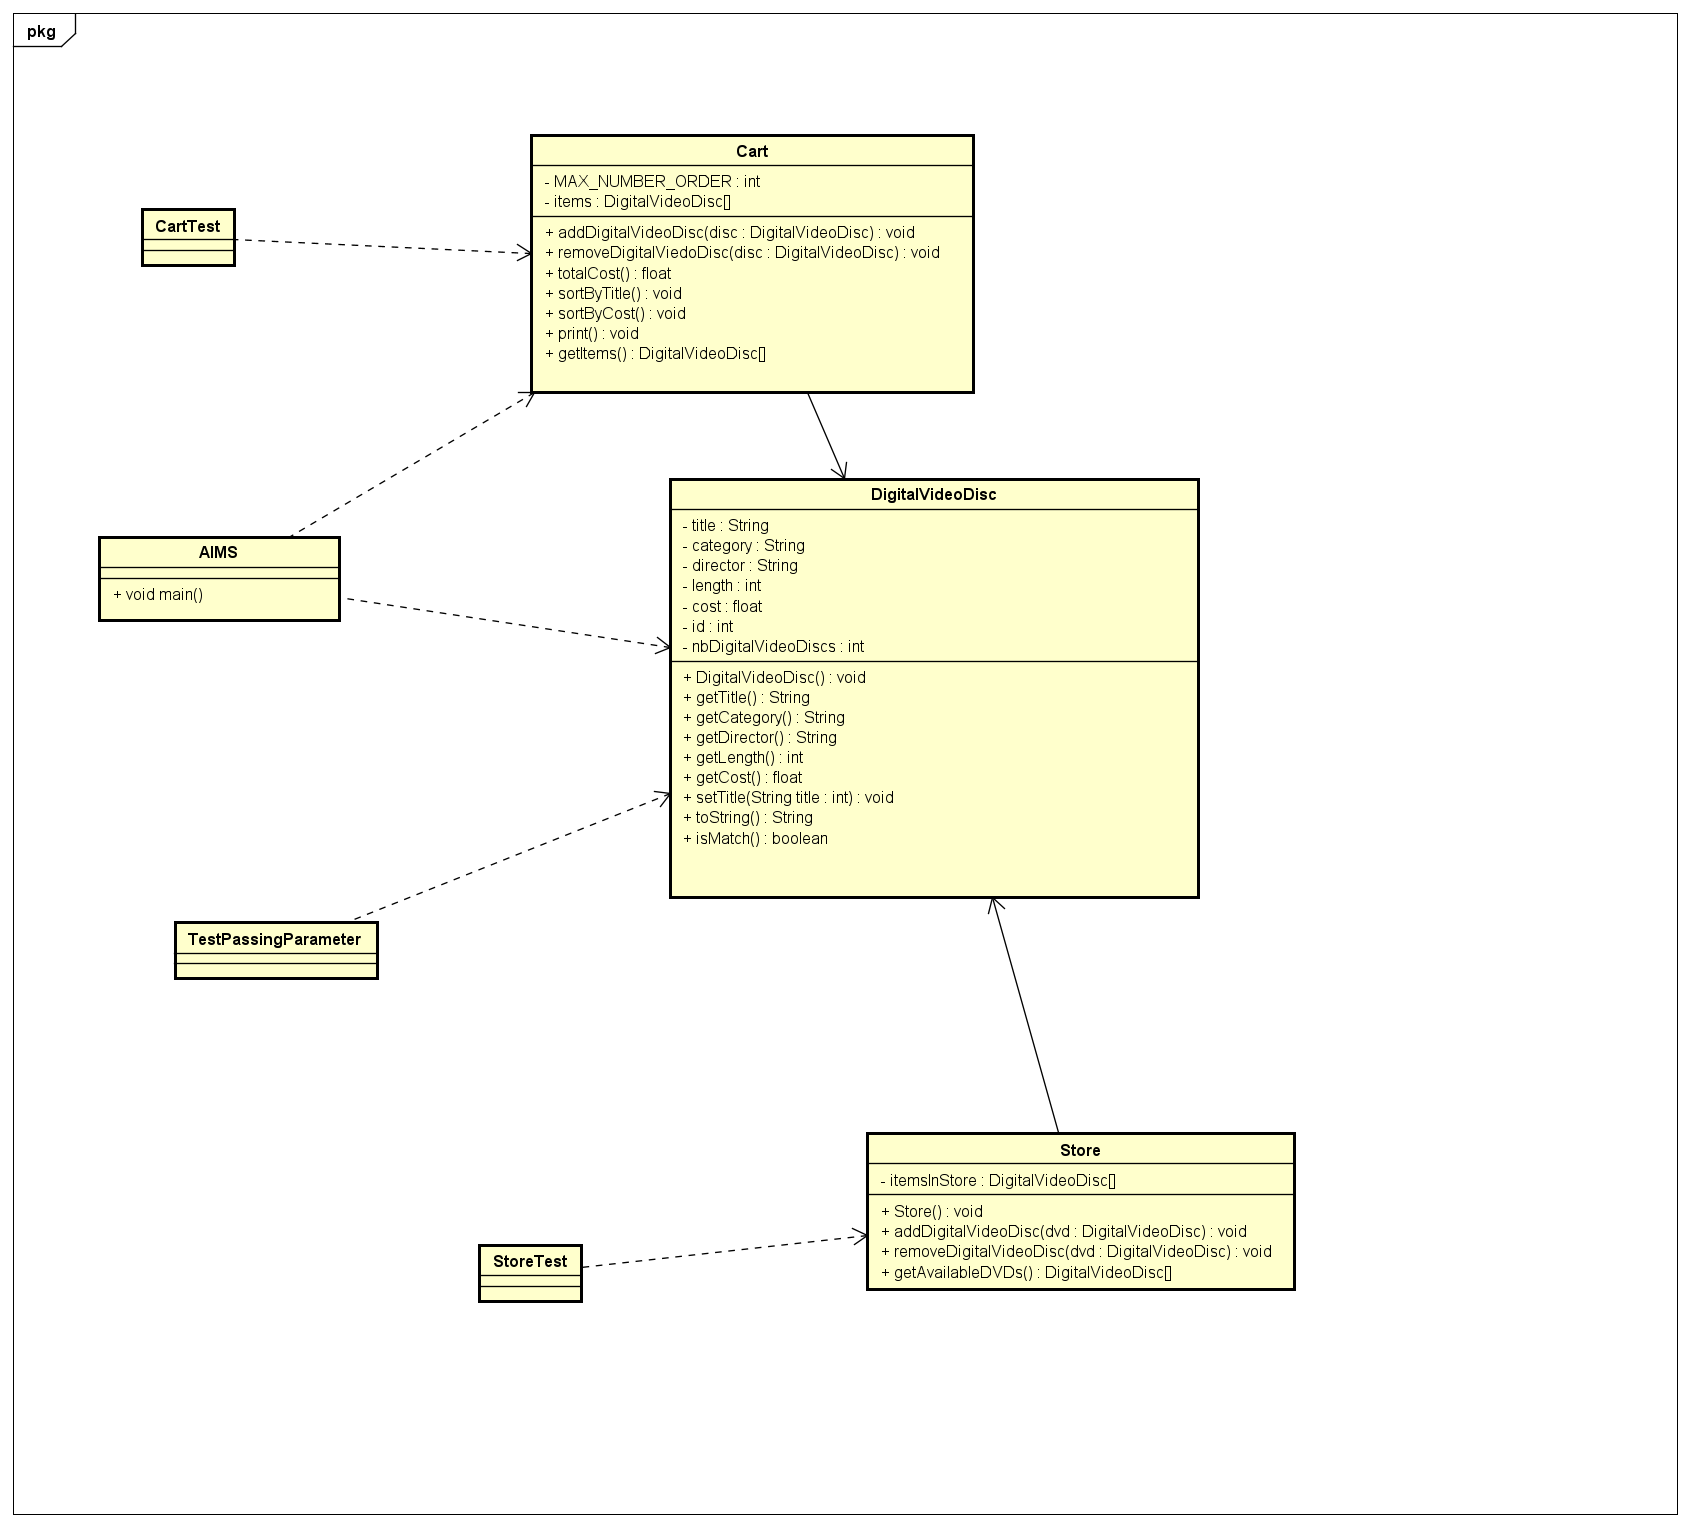 pkg
Cart
- MAX_NUMBER_ORDER : int
- items : DigitalVideoDisc[]
+ addDigitalVideoDisc(disc : DigitalVideoDisc) : void
+ removeDigitalViedoDisc(disc : DigitalVideoDisc) : void
+ totalCost() : float
+ sortByTitle() : void
+ sortByCost() : void
+ print() : void
+ getItems() : DigitalVideoDisc[]
CartTest
AIMS
+ void main()
DigitalVideoDisc
- title : String
- category : String
- director : String
- length : int
- cost : float
- id : int
- nbDigitalVideoDiscs : int
+ DigitalVideoDisc() : void
+ getTitle() : String
+ getCategory() : String
+ getDirector() : String
+ getLength() : int
+ getCost() : float
+ setTitle(String title : int) : void
+ toString() : String
+ isMatch() : boolean
TestPassingParameter
Store
- itemsInStore : DigitalVideoDisc[]
+ Store() : void
+ addDigitalVideoDisc(dvd : DigitalVideoDisc) : void
+ removeDigitalVideoDisc(dvd : DigitalVideoDisc) : void
+ getAvailableDVDs() : DigitalVideoDisc[]
StoreTest